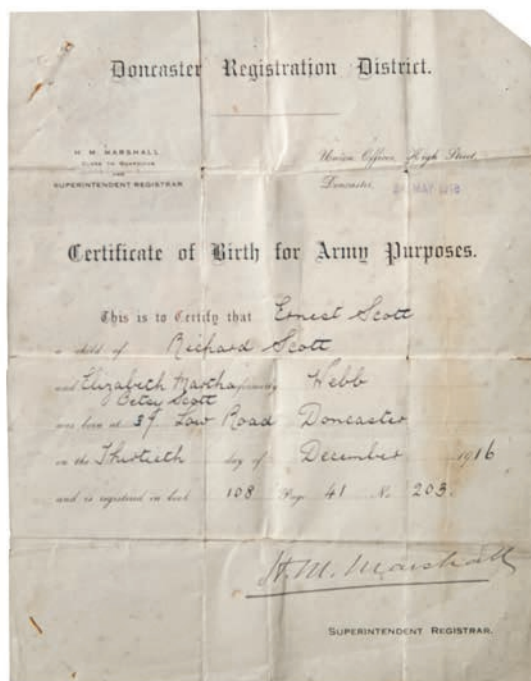 Doncaster Registration District.
H. M. MARSHALL
CLERK TO GUARDIANS
AND
SUPERINTENDENT REGISTRAR
Union Offices, High Street,
Doncaster, MAY
Certificate of Birth for Army Purposes.
This is to Certify that Ernest Scott
a child of Richard Scott
and Elizabeth Martha formerly Webb
Betsy Scott
was born at Low Road Doncaster
on the Thirtieth day of December 1916
and is registered in book 108 Page 41 No. 203.
H. M. Marshall
SUPERINTENDENT REGISTRAR.